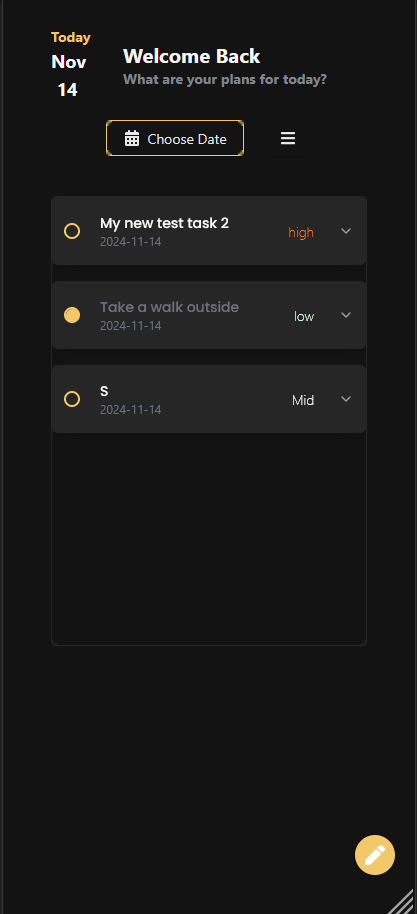 Today
Nov
14
Welcome Back
What are your plans for today?
Choose Date
My new test task 2
2024-11-14
high
Take a walk outside
2024-11-14
low
S
2024-11-14
Mid